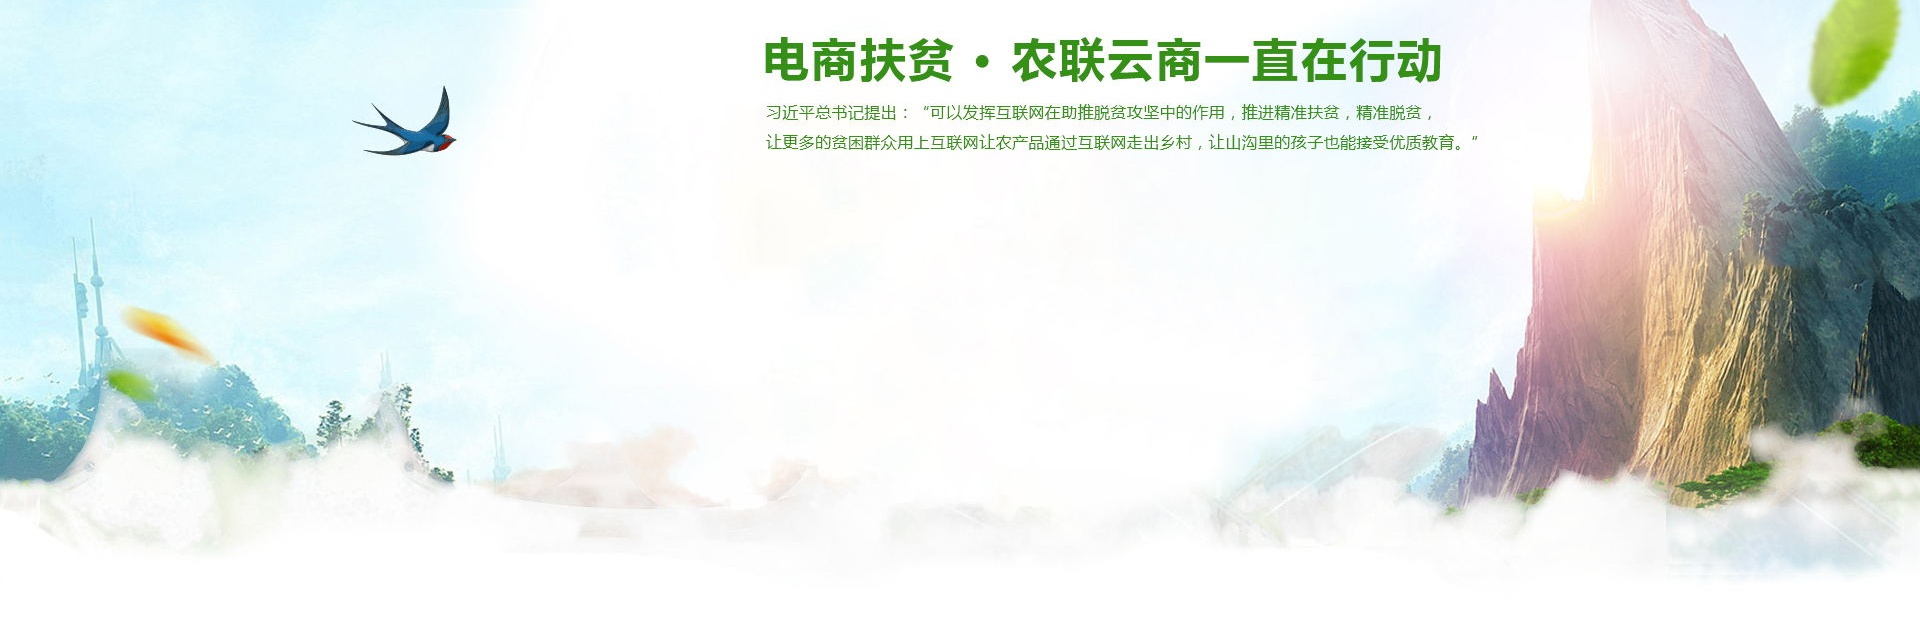 电商扶贫 · 农联云商一直在行动
习近平总书记提出：“可以发挥互联网在助推脱贫攻坚中的作用，推进精准扶贫，精准脱贫，
让更多的贫困群众用上互联网让农产品通过互联网走出乡村，让山沟里的孩子也能接受优质教育。”